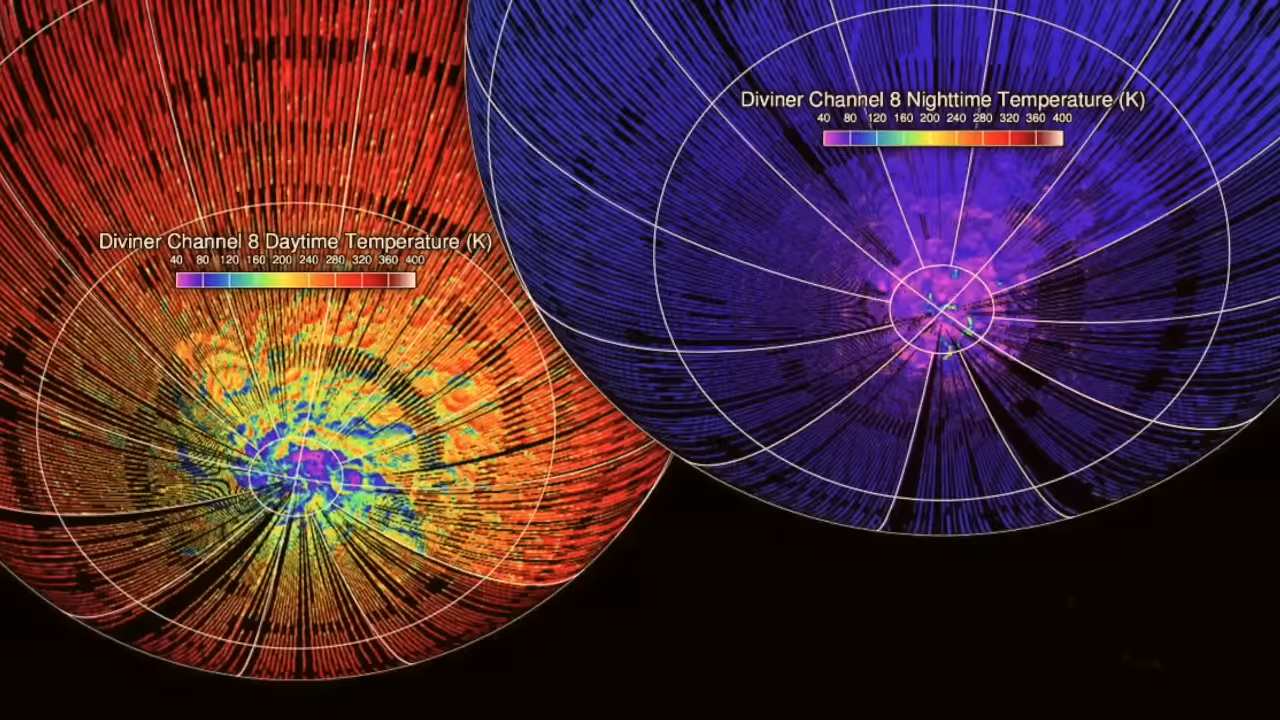 Diviner Channel 8 Daytime Temperature (K)
40 80 120 160 200 240 280 320 360 400
Diviner Channel 8 Nighttime Temperature (K)
40 80 120 160 200 240 280 320 360 400